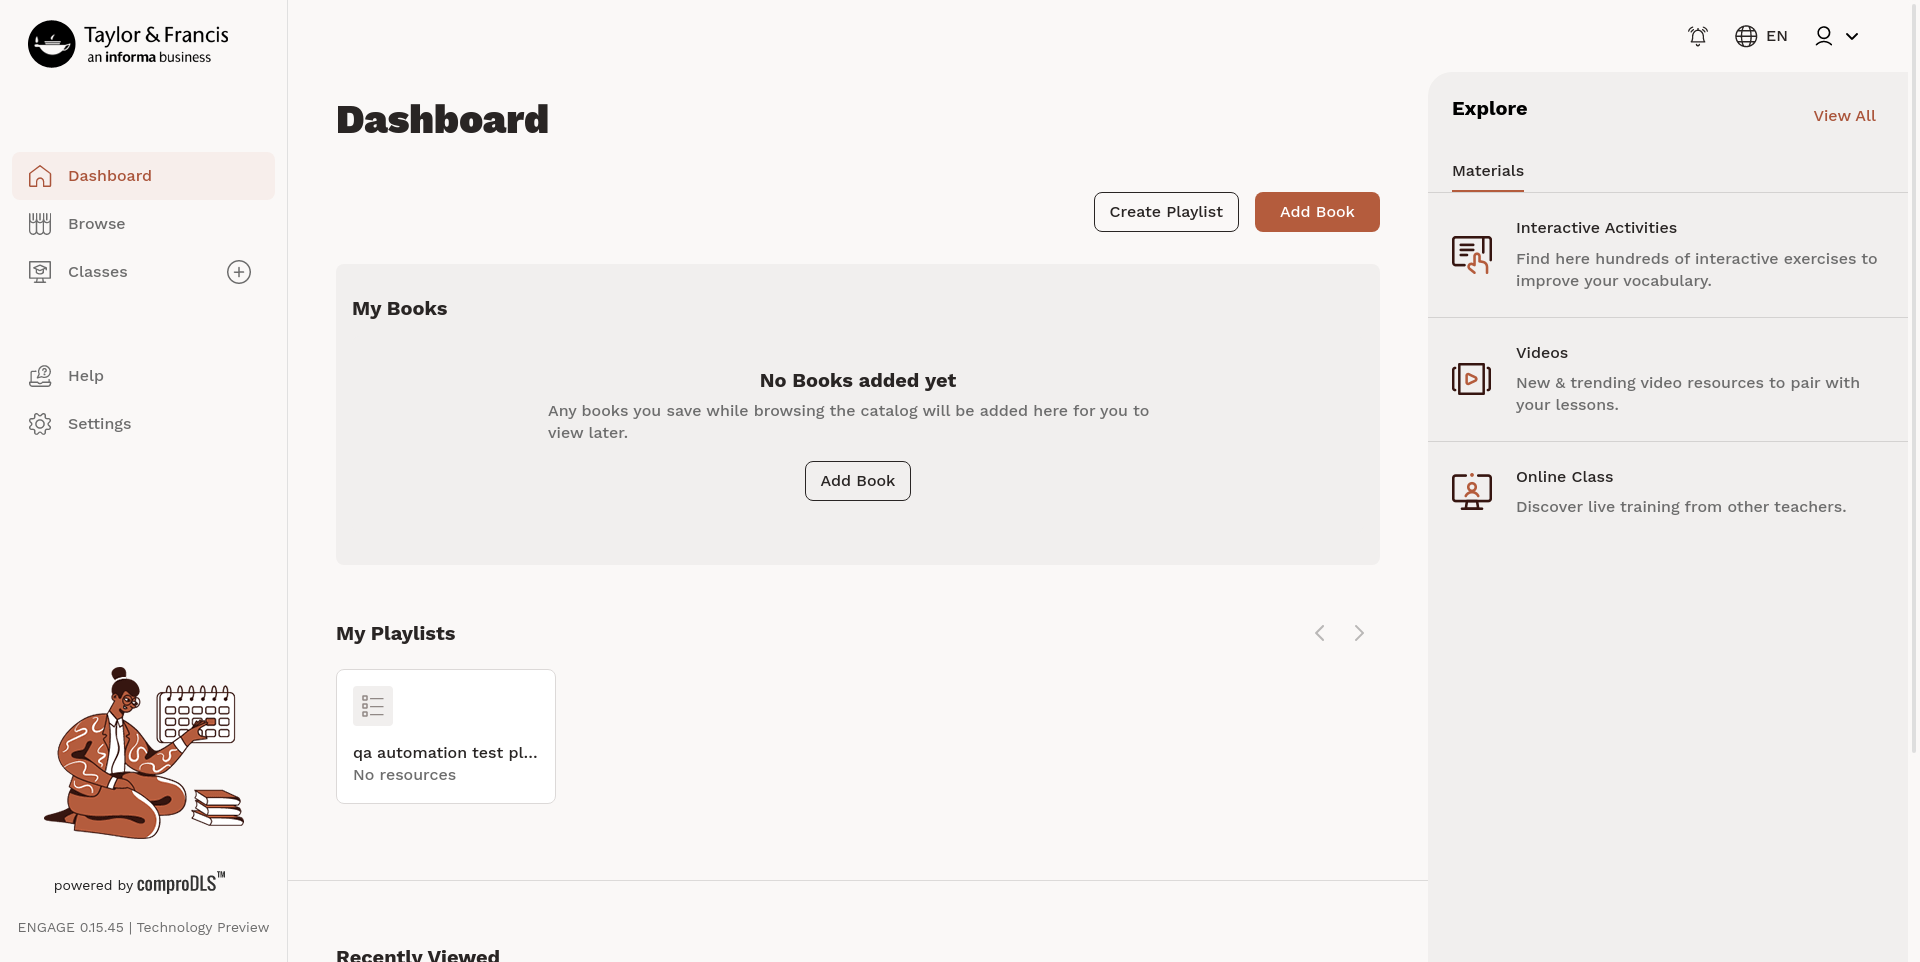 Taylor & Francis
an informa business
EN
Dashboard
Browse
Classes
Help
Settings
powered by comproDLS™
ENGAGE 0.15.45 | Technology Preview
Dashboard
Create Playlist
Add Book
My Books
No Books added yet
Any books you save while browsing the catalog will be added here for you to
view later.
Add Book
My Playlists
qa automation test pl...
No resources
Recently Viewed
Explore
View All
Materials
Interactive Activities
Find here hundreds of interactive exercises to
improve your vocabulary.
Videos
New & trending video resources to pair with
your lessons.
Online Class
Discover live training from other teachers.